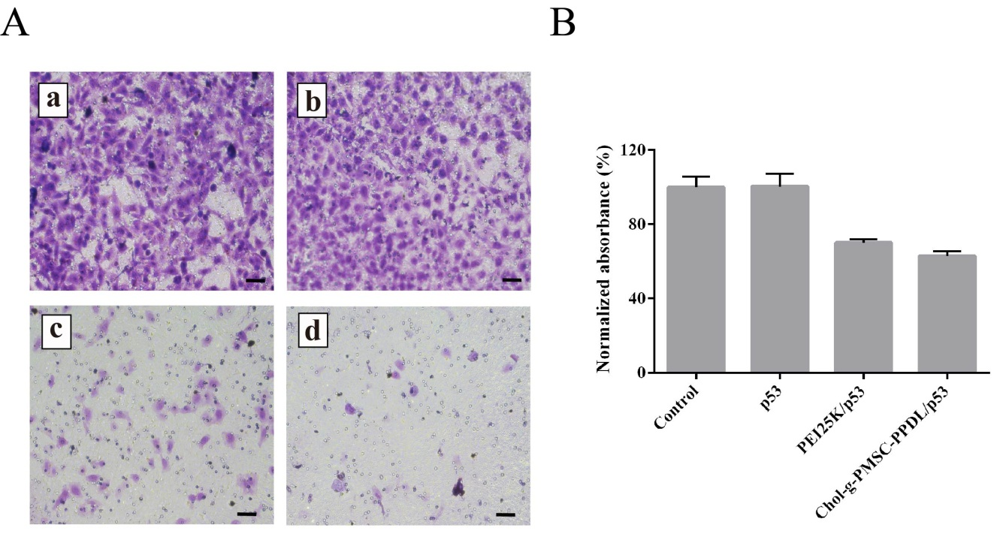 A
B
a
b
c
d
Normalized absorbance (%)
120
80
40
0
Control
p53
PEI25K/p53
Chol-g-PMSC-PPDL/p53